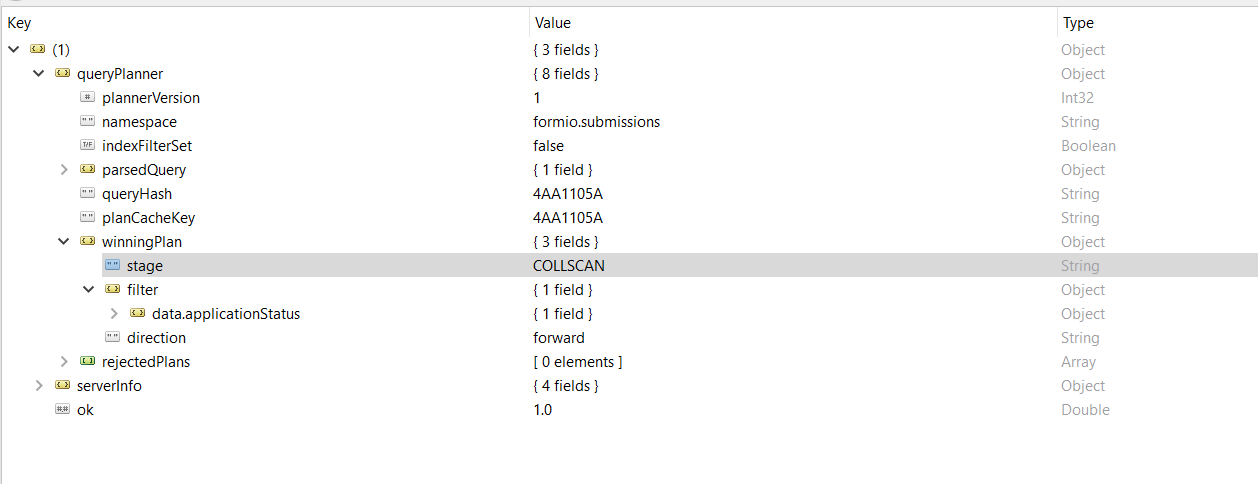 Key Value Type
(1) { 3 fields } Object
queryPlanner { 8 fields } Object
# plannerVersion 1 Int32
" " namespace formio.submissions String
T/F indexFilterSet false Boolean
parsedQuery { 1 field } Object
" " queryHash 4AA1105A String
" " planCacheKey 4AA1105A String
winningPlan { 3 fields } Object
" " stage COLLSCAN String
filter { 1 field } Object
data.applicationStatus { 1 field } Object
" " direction forward String
rejectedPlans [ 0 elements ] Array
serverInfo { 4 fields } Object
#.# ok 1.0 Double